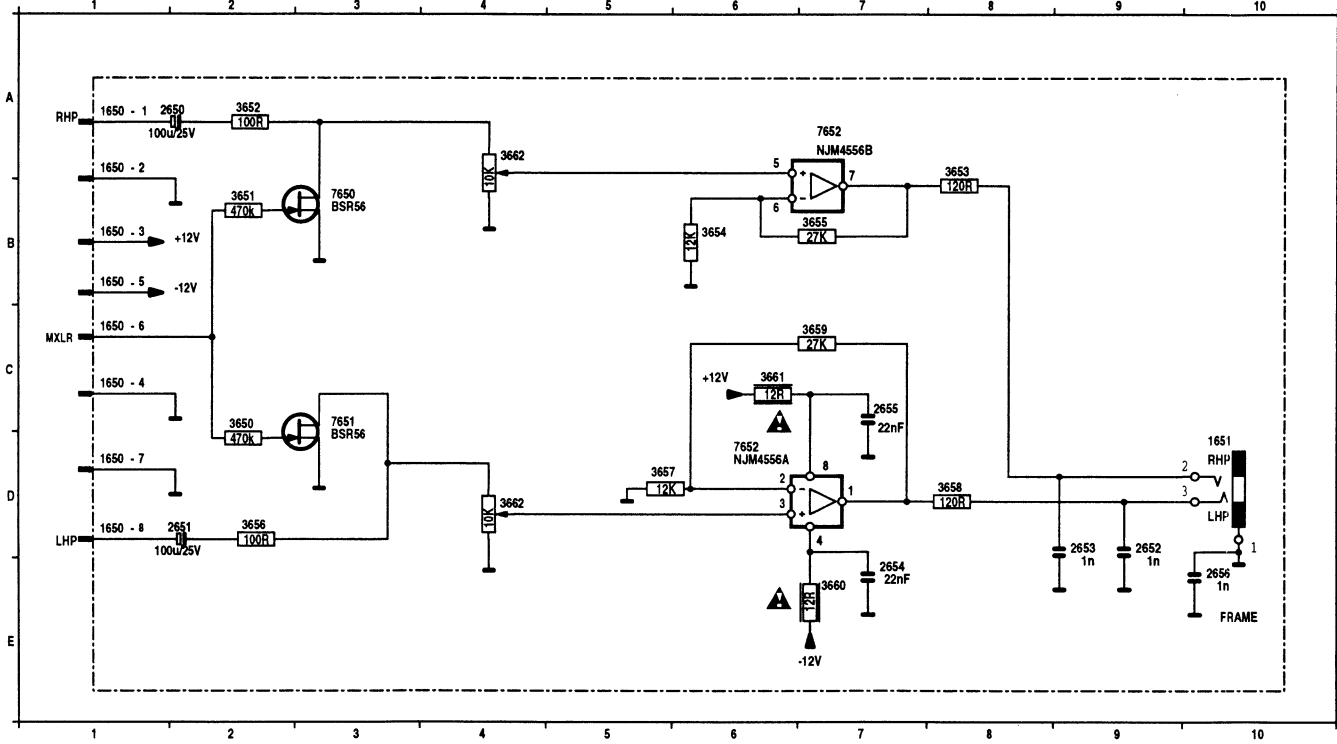 1 2 3 4 5 6 7 8 9 10
A
RHP
1650 - 1
2650
100u/25V
3652
100R
1650 - 2
3662
10K
7652
NJM4556B
5
+
7
6
-
3653
120R
3651
470k
7650
BSR56
B
1650 - 3
+12V
3654
12K
3655
27K
1650 - 5
-12V
MXLR
1650 - 6
3659
27K
C
1650 - 4
+12V
3661
12R
2655
22nF
3650
470k
7651
BSR56
7652
NJM4556A
8
1651
RHP
2
3
LHP
1
D
1650 - 7
3657
12K
2
-
3
+
1
4
3658
120R
3662
10K
LHP
1650 - 8
2651
100u/25V
3656
100R
2653
1n
2652
1n
2656
1n
2654
22nF
3660
12R
FRAME
E
-12V
1 2 3 4 5 6 7 8 9 10